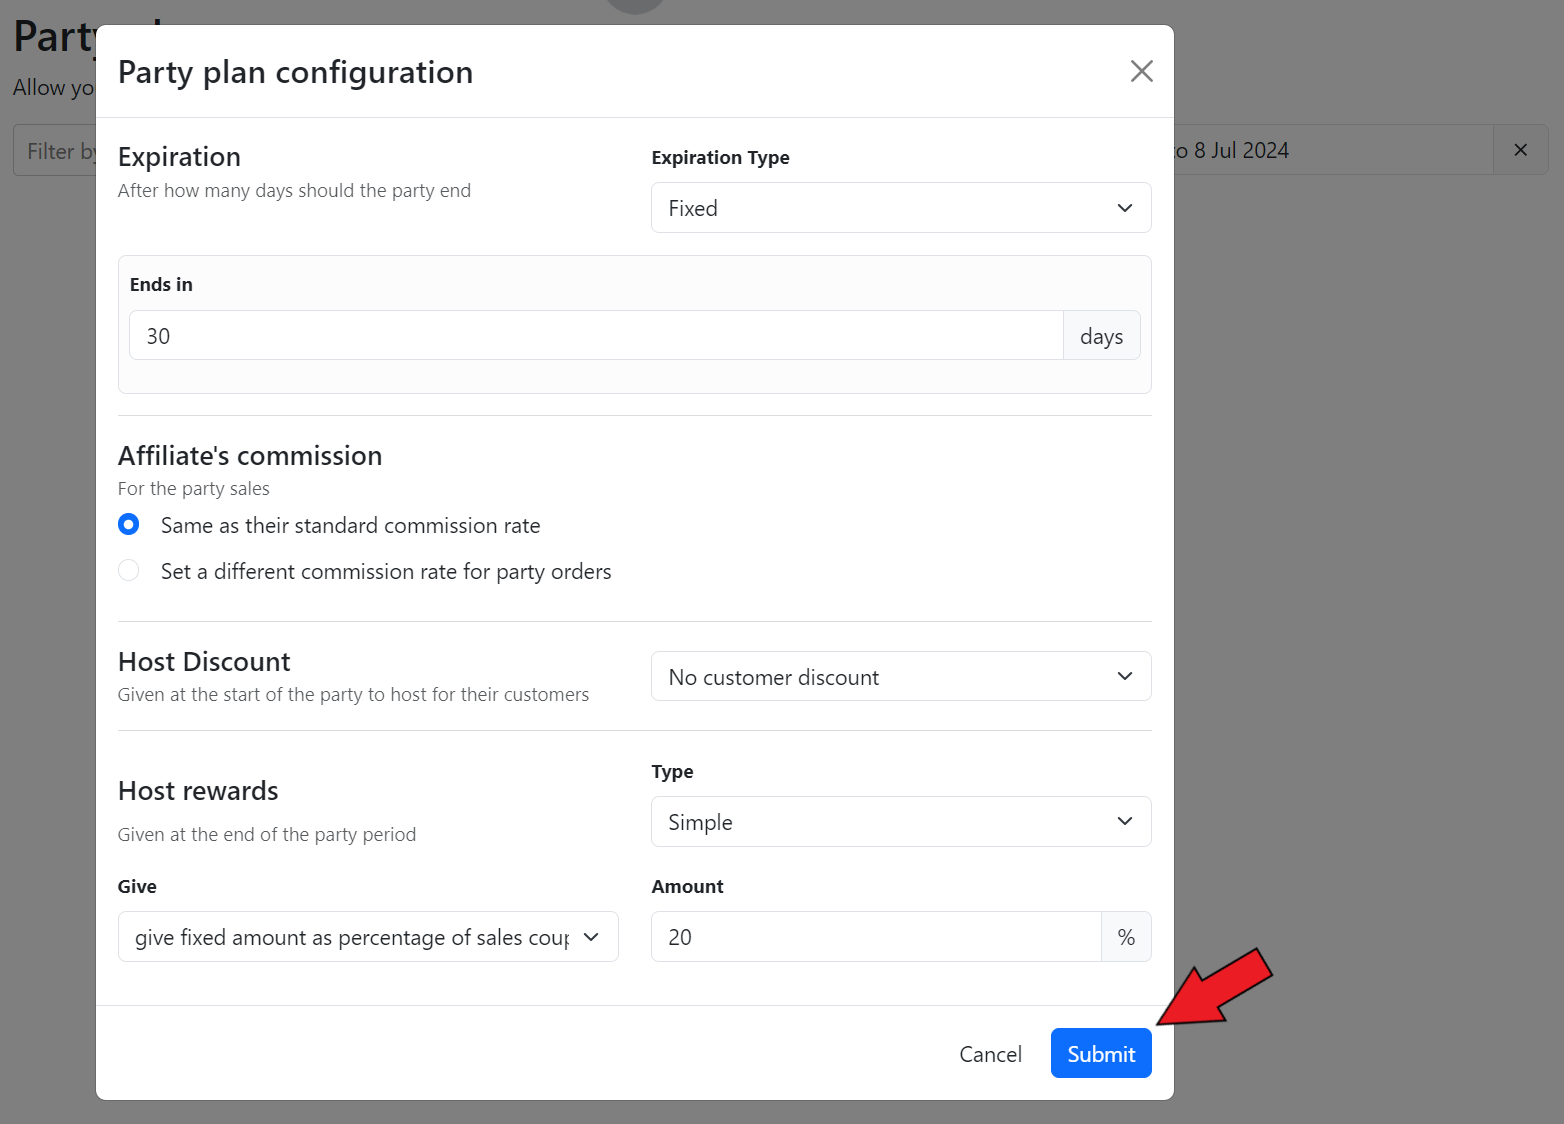 Party
Allow yo
Filter by
to 8 Jul 2024
Party plan configuration
Expiration
After how many days should the party end
Expiration Type
Fixed
Ends in
30
days
Affiliate's commission
For the party sales
Same as their standard commission rate
Set a different commission rate for party orders
Host Discount
Given at the start of the party to host for their customers
No customer discount
Host rewards
Given at the end of the party period
Type
Simple
Give
give fixed amount as percentage of sales coup
Amount
20
%
Cancel
Submit